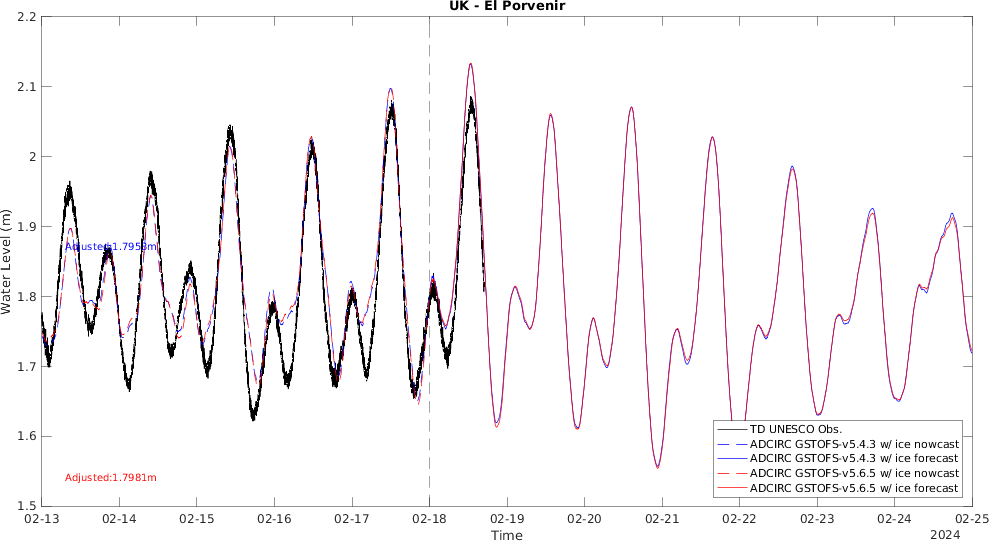 UK - El Porvenir
2.2
2.1
2
1.9
1.8
1.7
1.6
1.5
Water Level (m)
Adjusted:1.7953m
Adjusted:1.7981m
TD UNESCO Obs.
ADCIRC GSTOFS-v5.4.3 w/ ice nowcast
ADCIRC GSTOFS-v5.4.3 w/ ice forecast
ADCIRC GSTOFS-v5.6.5 w/ ice nowcast
ADCIRC GSTOFS-v5.6.5 w/ ice forecast
02-13 02-14 02-15 02-16 02-17 02-18 02-19 02-20 02-21 02-22 02-23 02-24 02-25
Time
2024